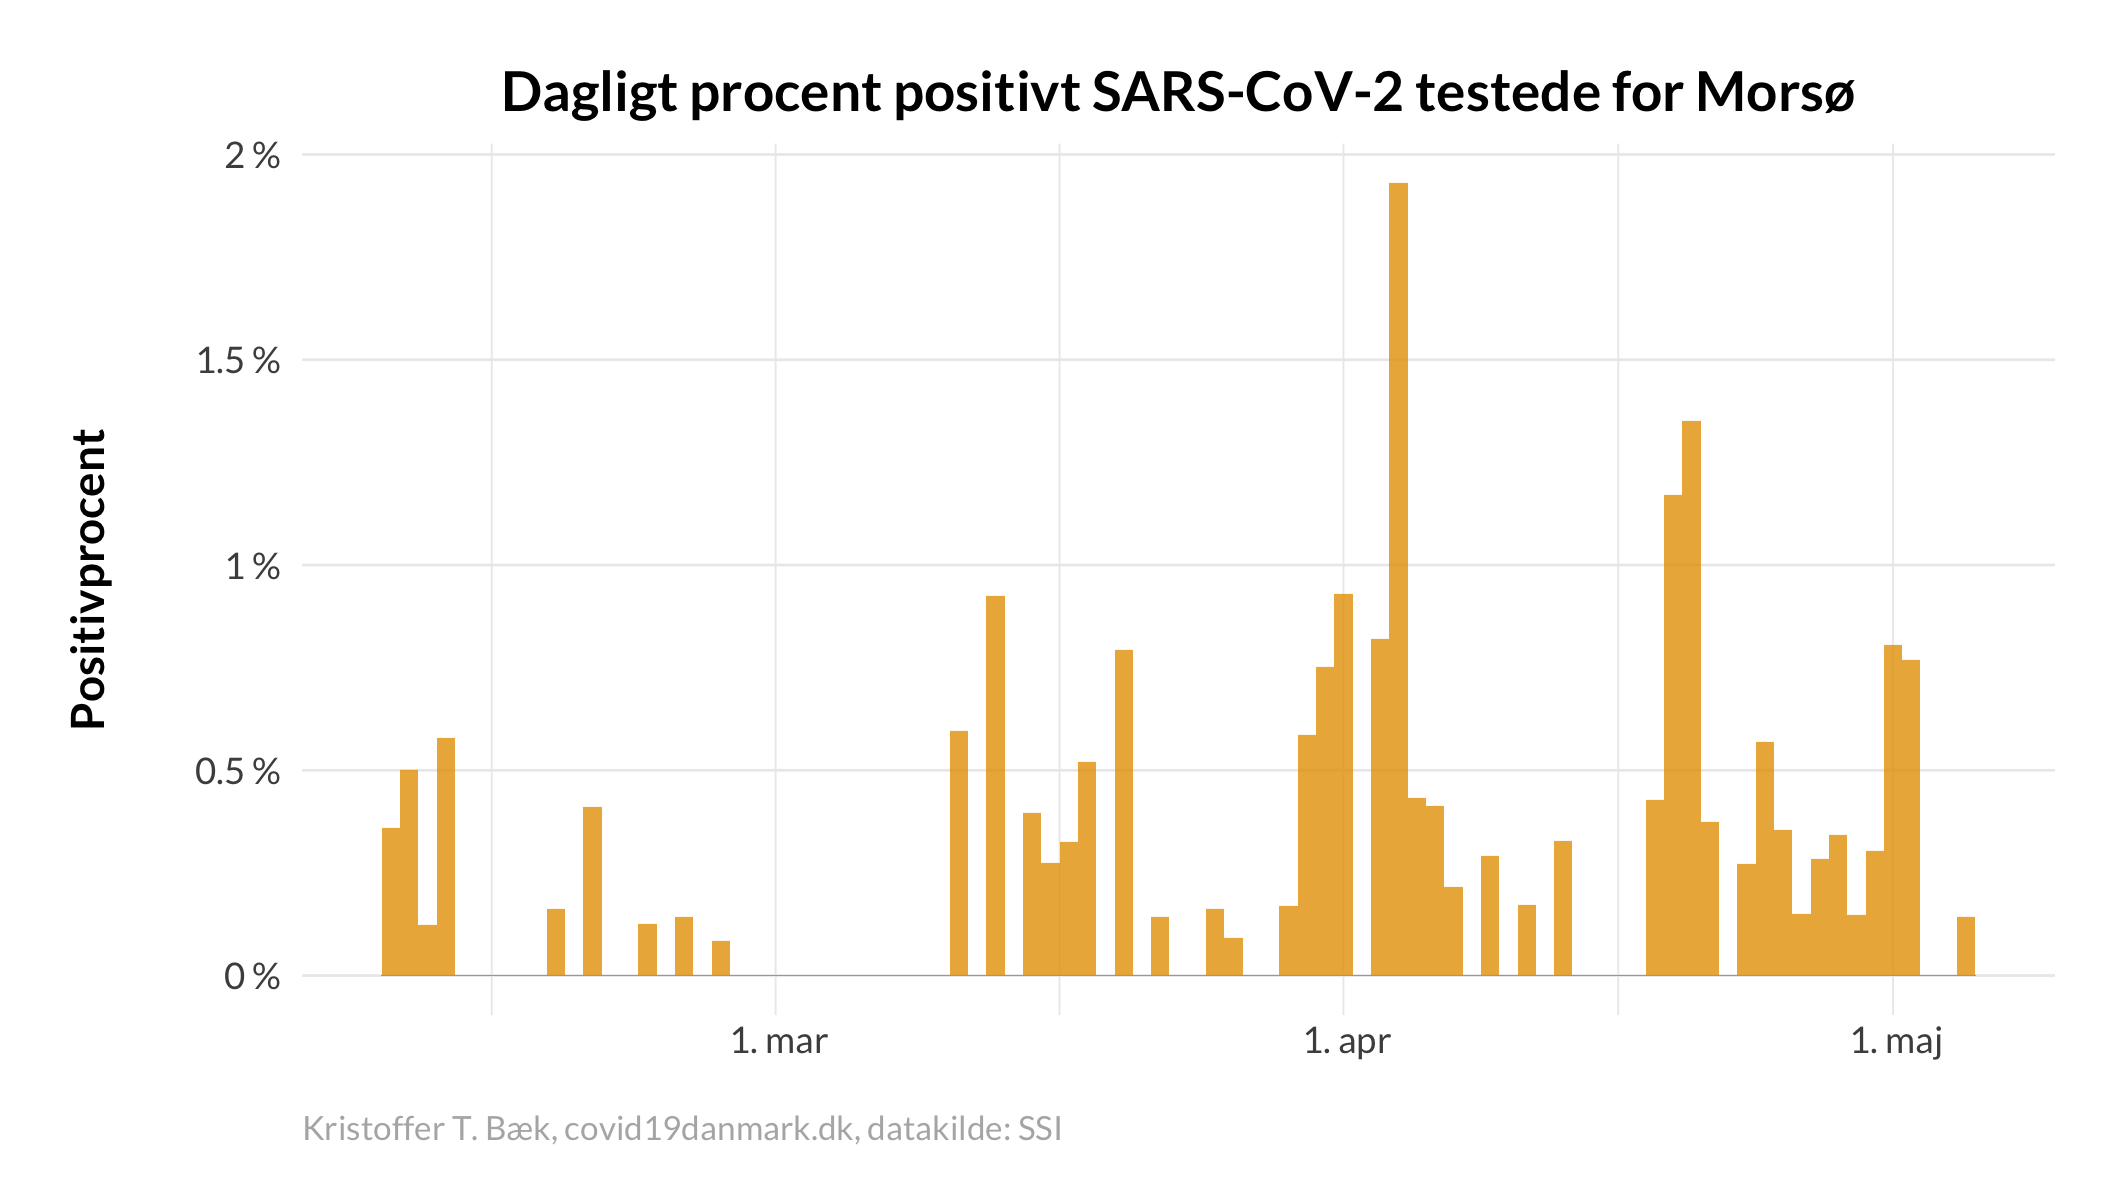 Dagligt procent positivt SARS-CoV-2 testede for Morsø
2 %
1.5 %
1 %
0.5 %
0 %
Positivprocent
1. mar
1. apr
1. maj
Kristoffer T. Bæk, covid19danmark.dk, datakilde: SSI